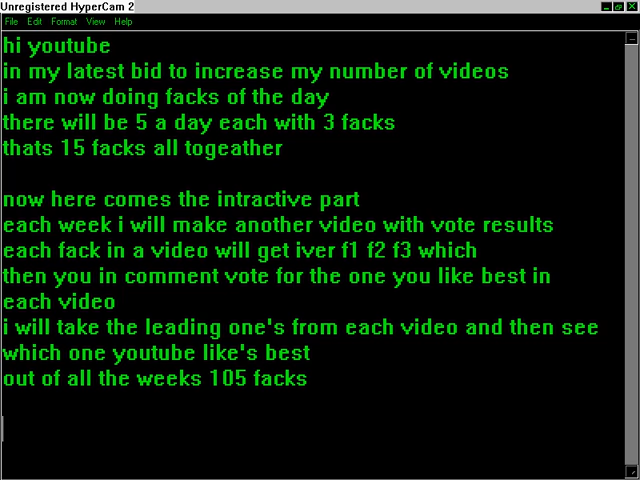 Unregistered HyperCam 2
File Edit Format View Help
hi youtube
in my latest bid to increase my number of videos
i am now doing facks of the day
there will be 5 a day each with 3 facks
thats 15 facks all togeather
now here comes the intractive part
each week i will make another video with vote results
each fack in a video will get iver f1 f2 f3 which
then you in comment vote for the one you like best in
each video
i will take the leading one's from each video and then see
which one youtube like's best
out of all the weeks 105 facks